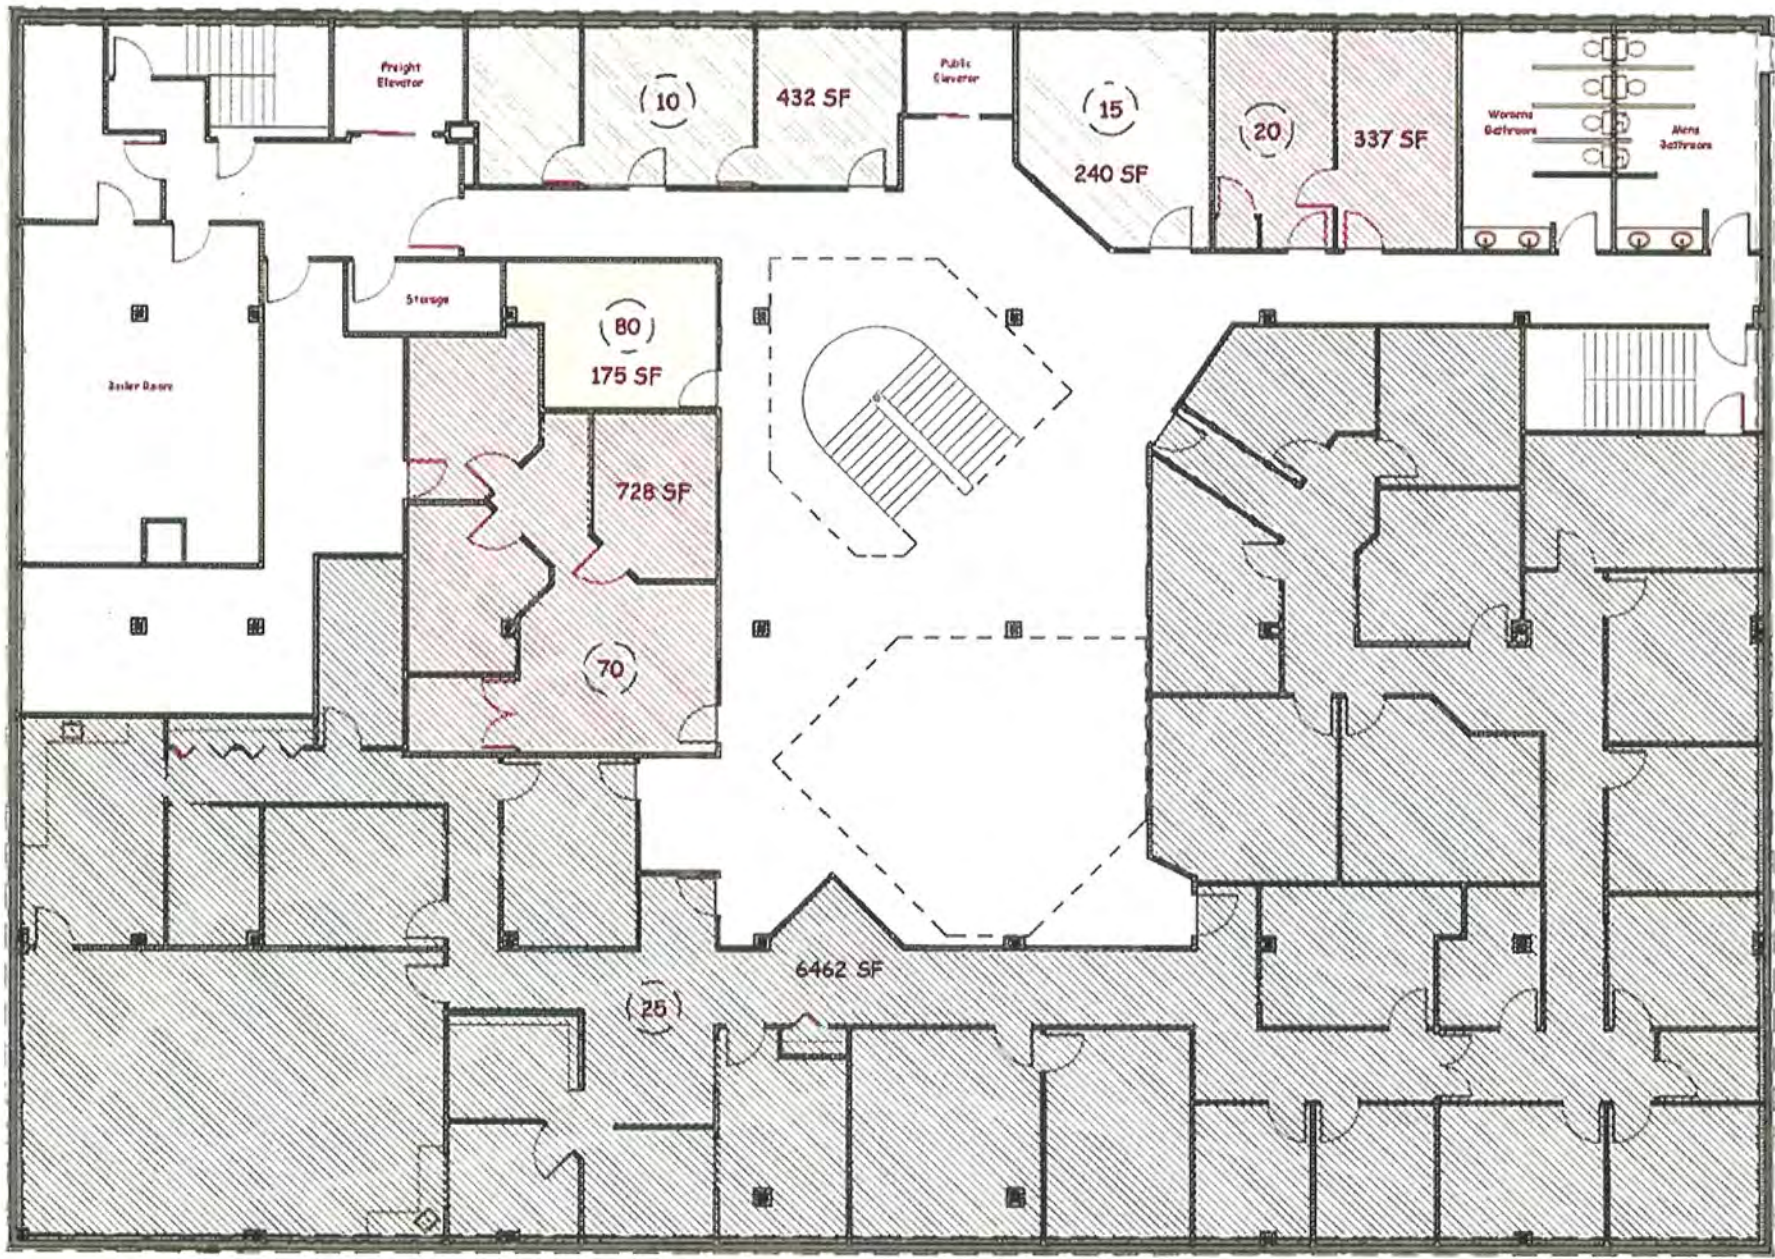 Freight
Elevator
10
432 SF
Public
Elevator
15
240 SF
20
337 SF
Womens
Bathroom
Mens
Bathroom
Storage
80
175 SF
Boiler Room
728 SF
70
6462 SF
25